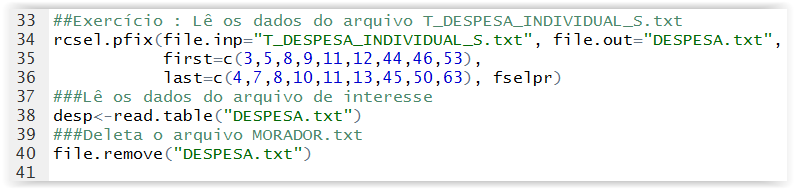 33 ##Exercício : Lê os dados do arquivo T_DESPESA_INDIVIDUAL_S.txt
34 rcsel.pfix(file.inp="T_DESPESA_INDIVIDUAL_S.txt", file.out="DESPESA.txt",
35 first=c(3,5,8,9,11,12,44,46,53),
36 last=c(4,7,8,10,11,13,45,50,63), fselpr)
37 ###Lê os dados do arquivo de interesse
38 desp<-read.table("DESPESA.txt")
39 ###Deleta o arquivo MORADOR.txt
40 file.remove("DESPESA.txt")
41